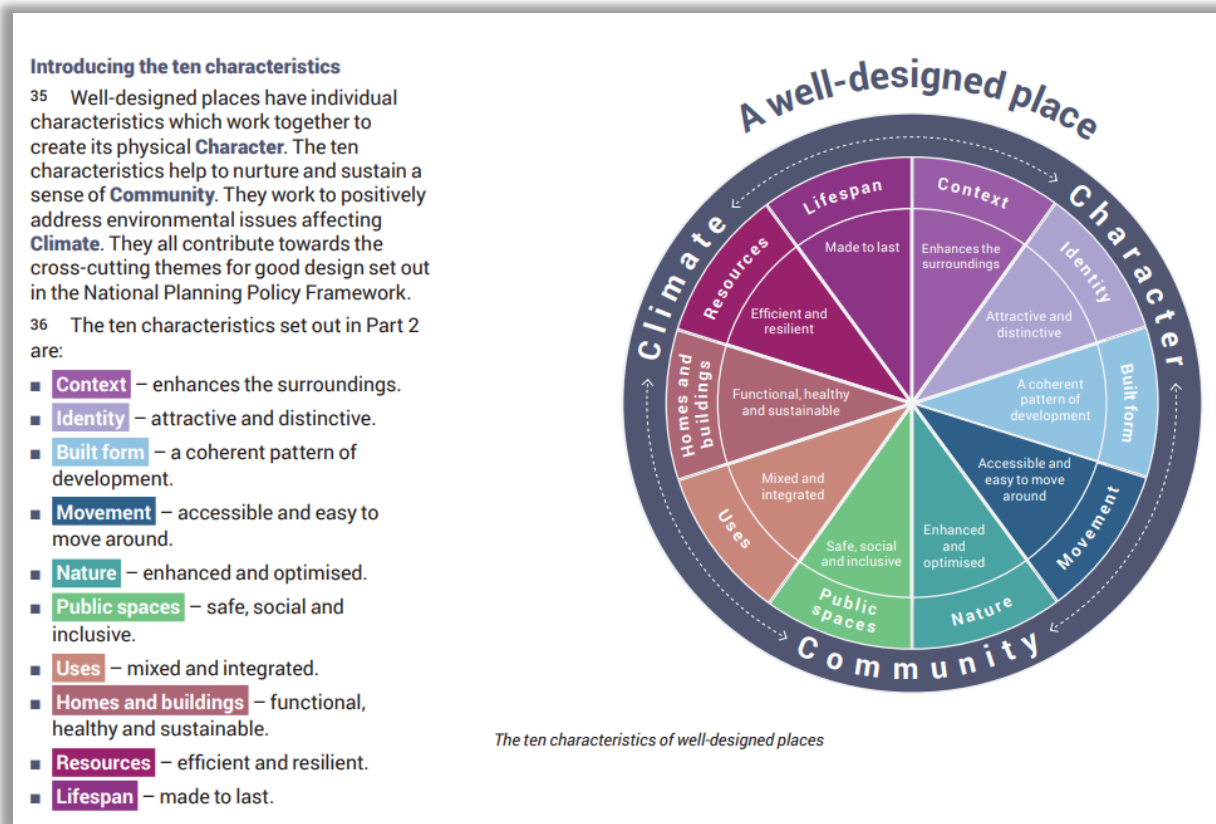 Introducing the ten characteristics
35 Well-designed places have individual
characteristics which work together to
create its physical Character. The ten
characteristics help to nurture and sustain a
sense of Community. They work to positively
address environmental issues affecting
Climate. They all contribute towards the
cross-cutting themes for good design set out
in the National Planning Policy Framework.
36 The ten characteristics set out in Part 2
are:
■ Context – enhances the surroundings.
■ Identity – attractive and distinctive.
■ Built form – a coherent pattern of
development.
■ Movement – accessible and easy to
move around.
■ Nature – enhanced and optimised.
■ Public spaces – safe, social and
inclusive.
■ Uses – mixed and integrated.
■ Homes and buildings – functional,
healthy and sustainable.
■ Resources – efficient and resilient.
■ Lifespan – made to last.
A well-designed place
Climate
Character
Community
Context
Enhances the
surroundings
Identity
Attractive and
distinctive
Built form
A coherent
pattern of
development
Movement
Accessible and
easy to move
around
Nature
Enhanced
and
optimised
Public
spaces
Safe, social
and inclusive
Uses
Mixed and
integrated
Homes and
buildings
Functional, healthy
and sustainable
Resources
Efficient and
resilient
Lifespan
Made to last
The ten characteristics of well-designed places